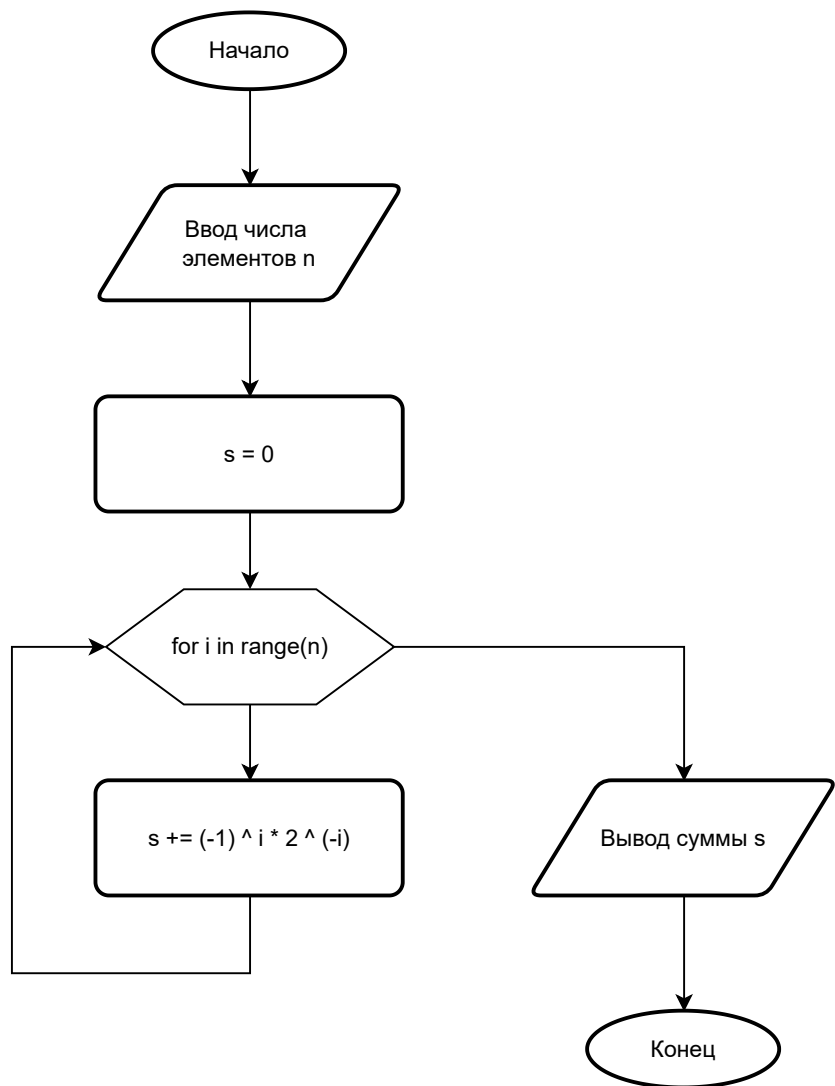 Начало
Ввод числа
элементов n
s = 0
for i in range(n)
s += (-1) ^ i * 2 ^ (-i)
Вывод суммы s
Конец